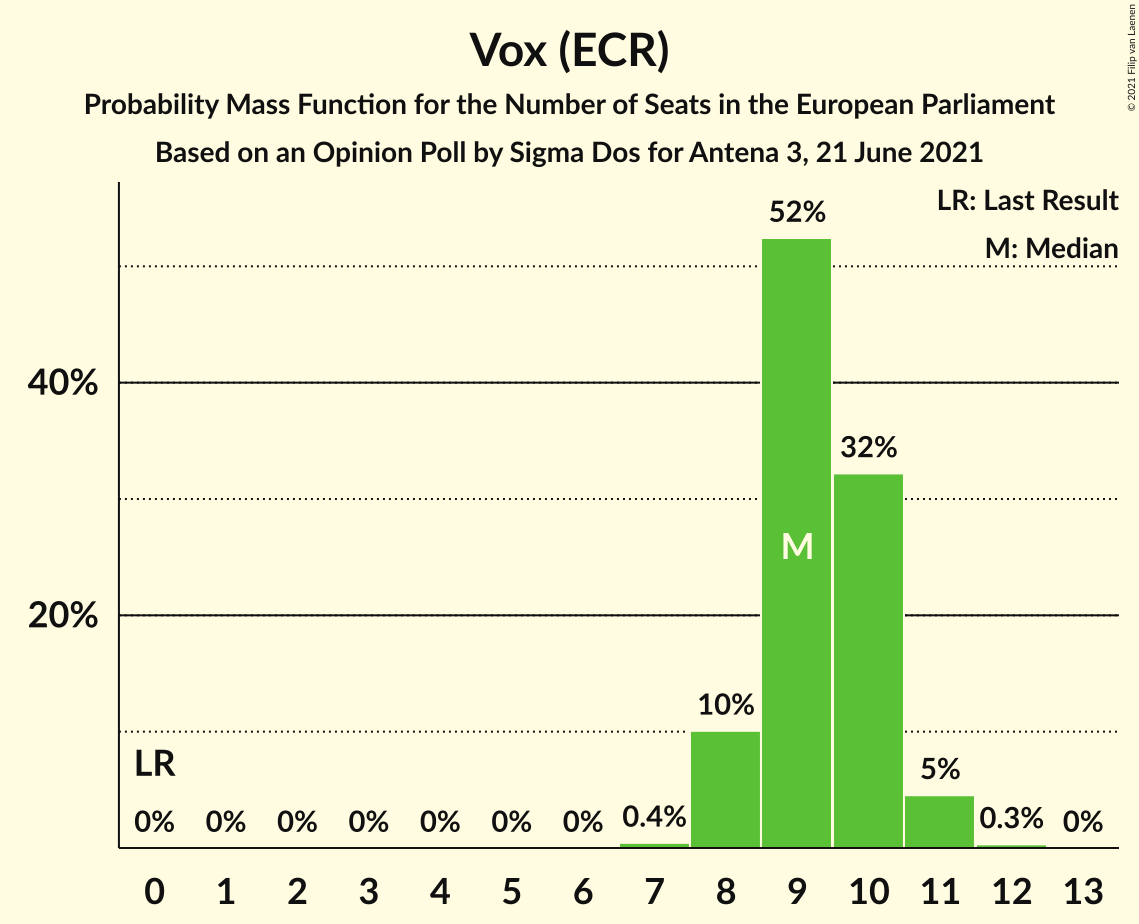 Vox (ECR)
Probability Mass Function for the Number of Seats in the European Parliament
Based on an Opinion Poll by Sigma Dos for Antena 3, 21 June 2021
© 2021 Filip van Laenen
LR: Last Result
M: Median
52%
40%
32%
M
20%
10%
LR
5%
0% 0% 0% 0% 0% 0% 0% 0.4% 0.3% 0%
0 1 2 3 4 5 6 7 8 9 10 11 12 13